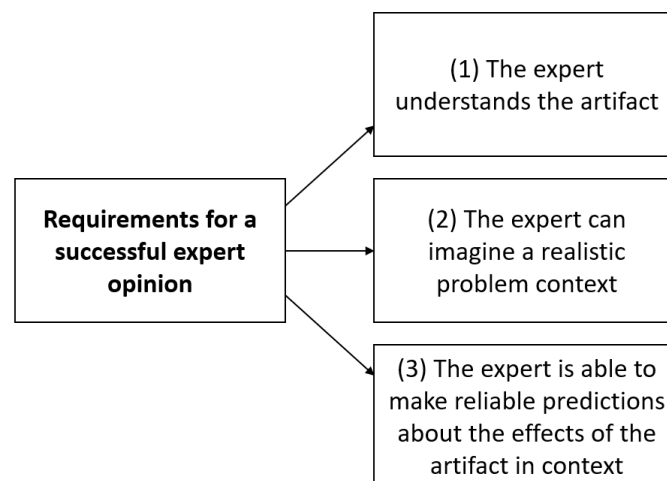 Requirements for a
successful expert
opinion
(1) The expert
understands the artifact
(2) The expert can
imagine a realistic
problem context
(3) The expert is able to
make reliable predictions
about the effects of the
artifact in context